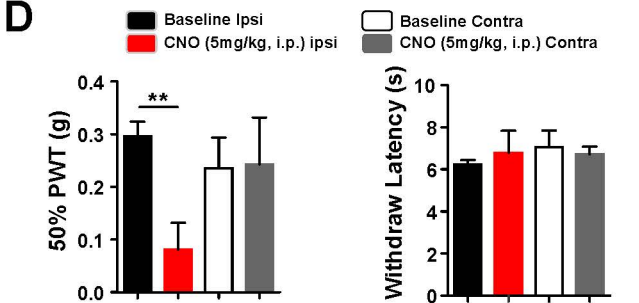 D
Baseline Ipsi
Baseline Contra
CNO (5mg/kg, i.p.) ipsi
CNO (5mg/kg, i.p.) Contra
50% PWT (g)
0.4
0.3
0.2
0.1
0.0
**
Withdraw Latency (s)
10
8
6
4
2
0